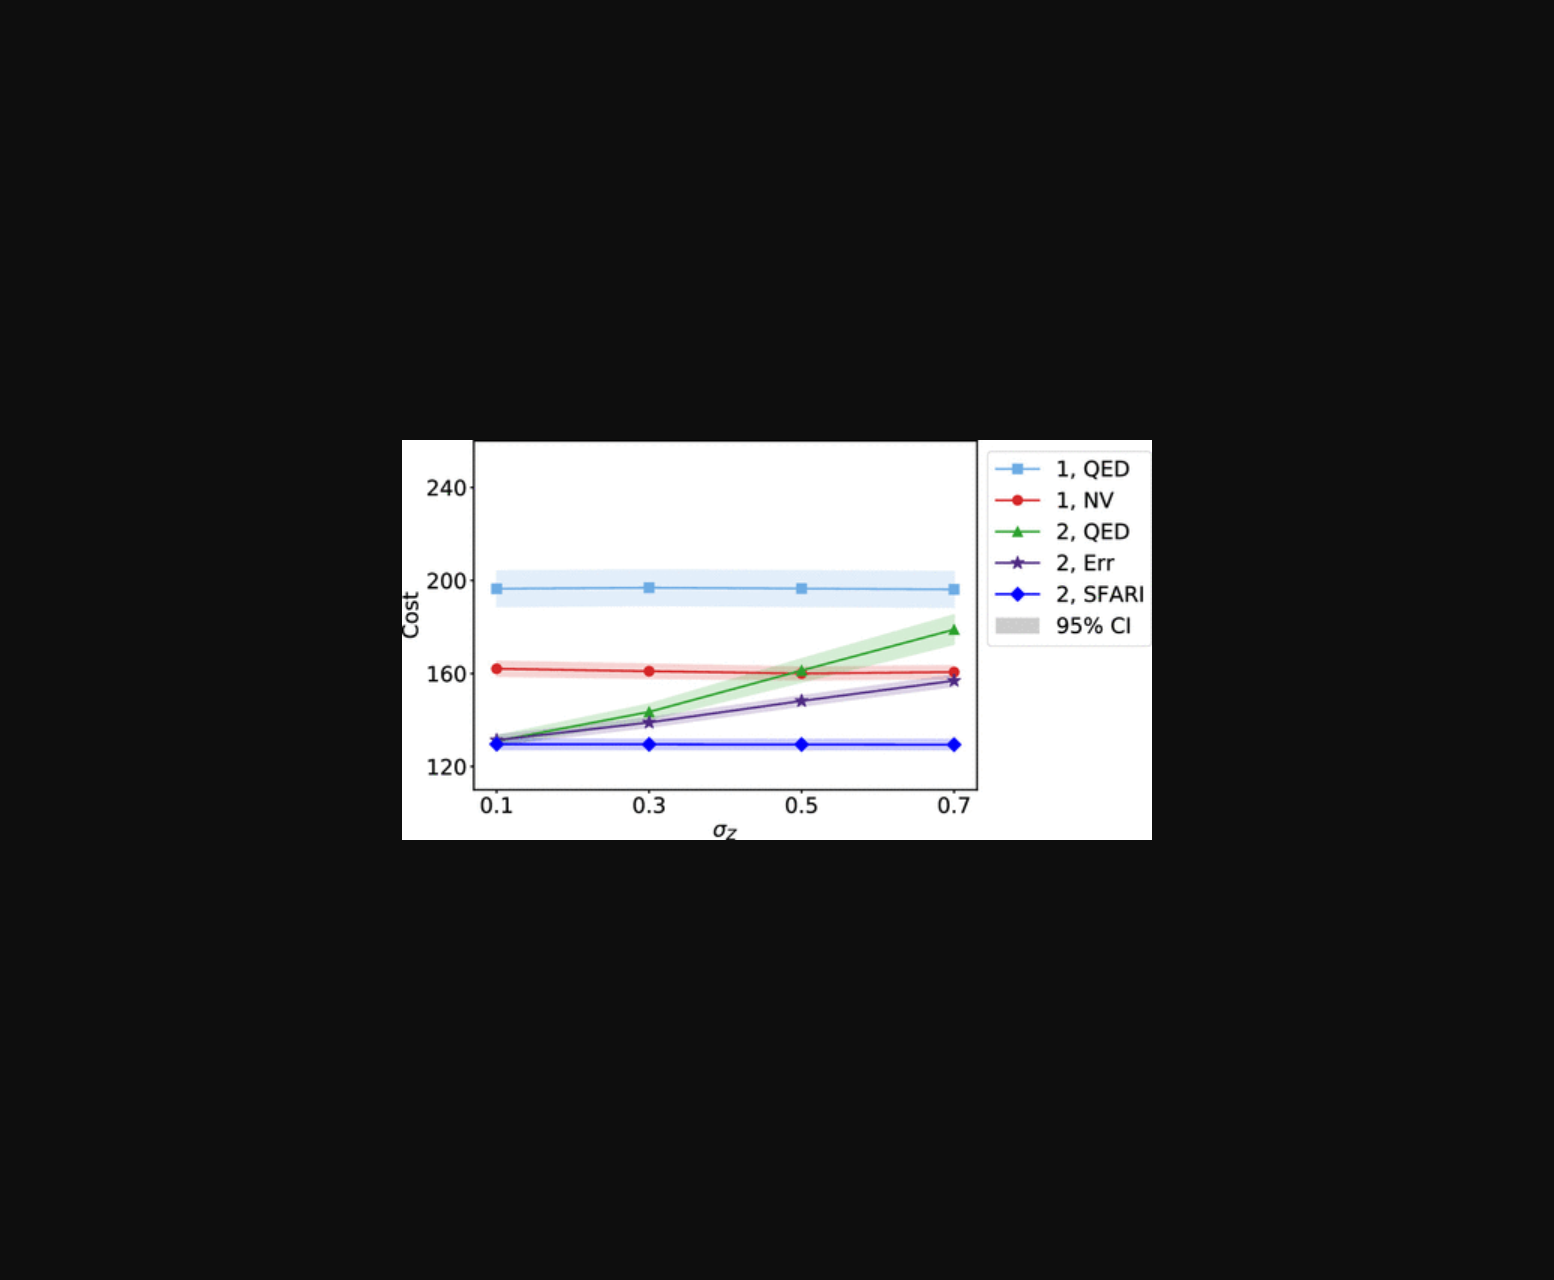 240
200
160
120
Cost
0.1 0.3 0.5 0.7
σZ
1, QED
1, NV
2, QED
2, Err
2, SFARI
95% CI